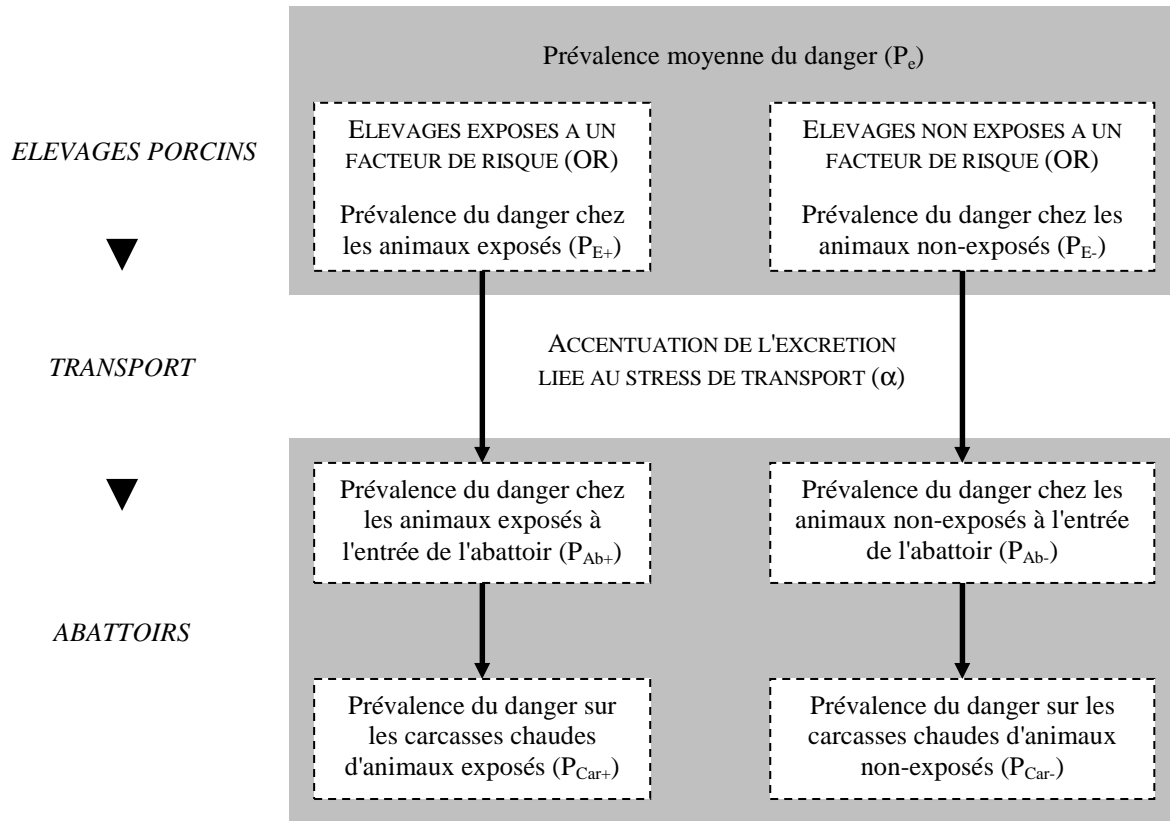 Prévalence moyenne du danger (Pe)
ELEVAGES PORCINS
ELEVAGES EXPOSES A UN
FACTEUR DE RISQUE (OR)
Prévalence du danger chez
les animaux exposés (PE+)
ELEVAGES NON EXPOSES A UN
FACTEUR DE RISQUE (OR)
Prévalence du danger chez les
animaux non-exposés (PE-)
TRANSPORT
ACCENTUATION DE L'EXCRETION
LIEE AU STRESS DE TRANSPORT (α)
ABATTOIRS
Prévalence du danger chez
les animaux exposés à
l'entrée de l'abattoir (PAb+)
Prévalence du danger chez les
animaux non-exposés à l'entrée
de l'abattoir (PAb-)
Prévalence du danger sur
les carcasses chaudes
d'animaux exposés (PCar+)
Prévalence du danger sur les
carcasses chaudes d'animaux
non-exposés (PCar-)